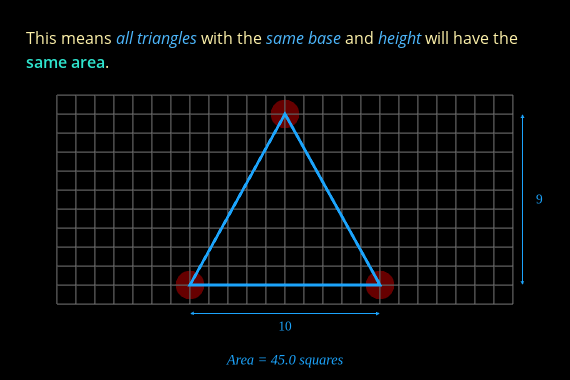 This means all triangles with the same base and height will have the
same area.
9
10
Area = 45.0 squares